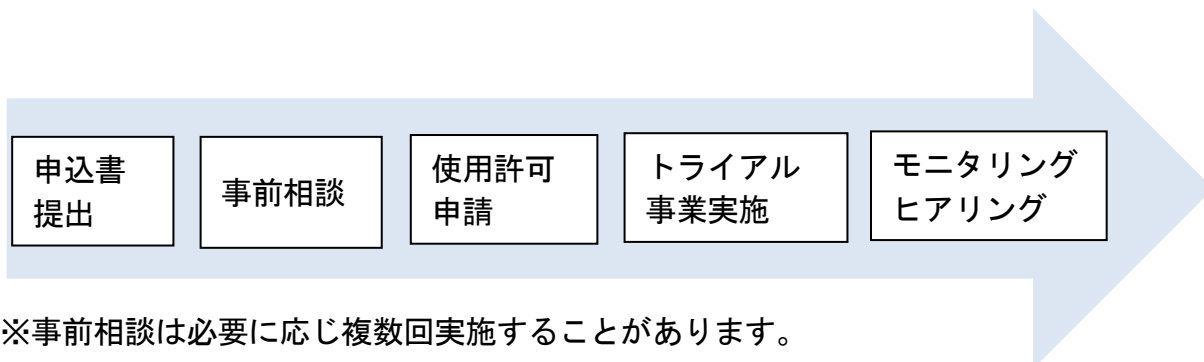 申込書
提出
事前相談
使用許可
申請
トライアル
事業実施
モニタリング
ヒアリング
※事前相談は必要に応じ複数回実施することがあります。